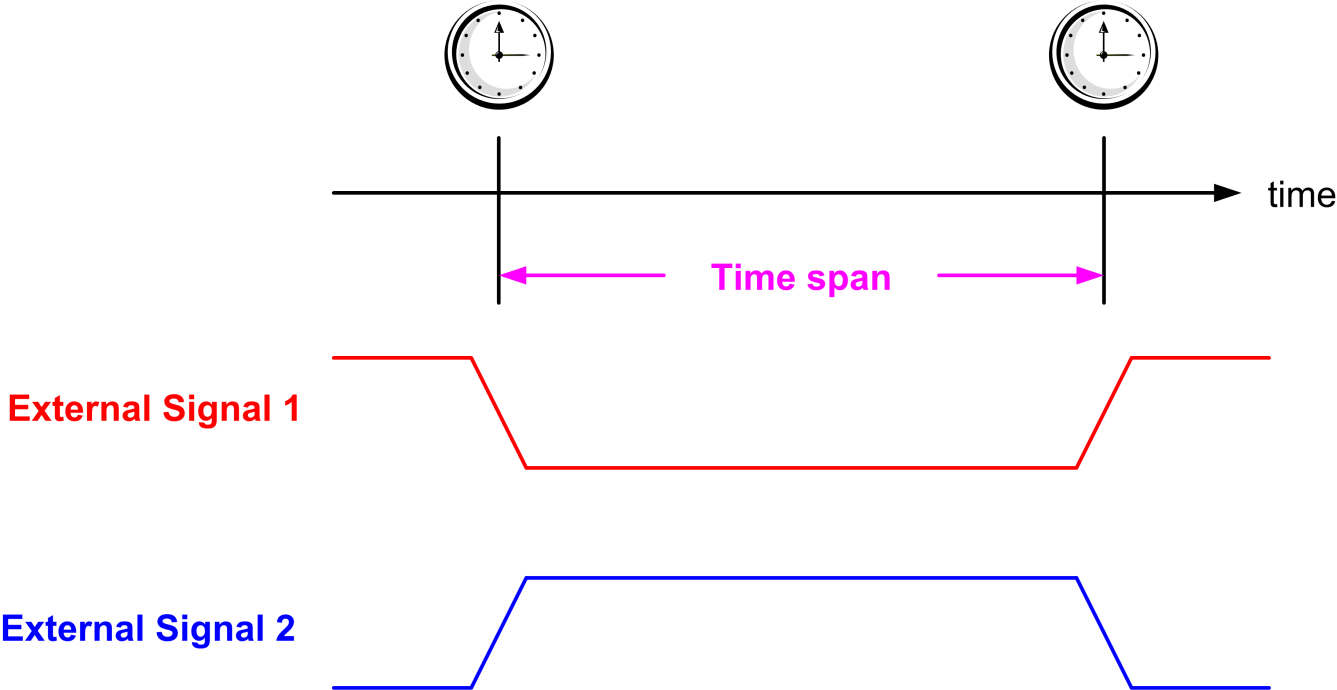 time
Time span
External Signal 1
External Signal 2